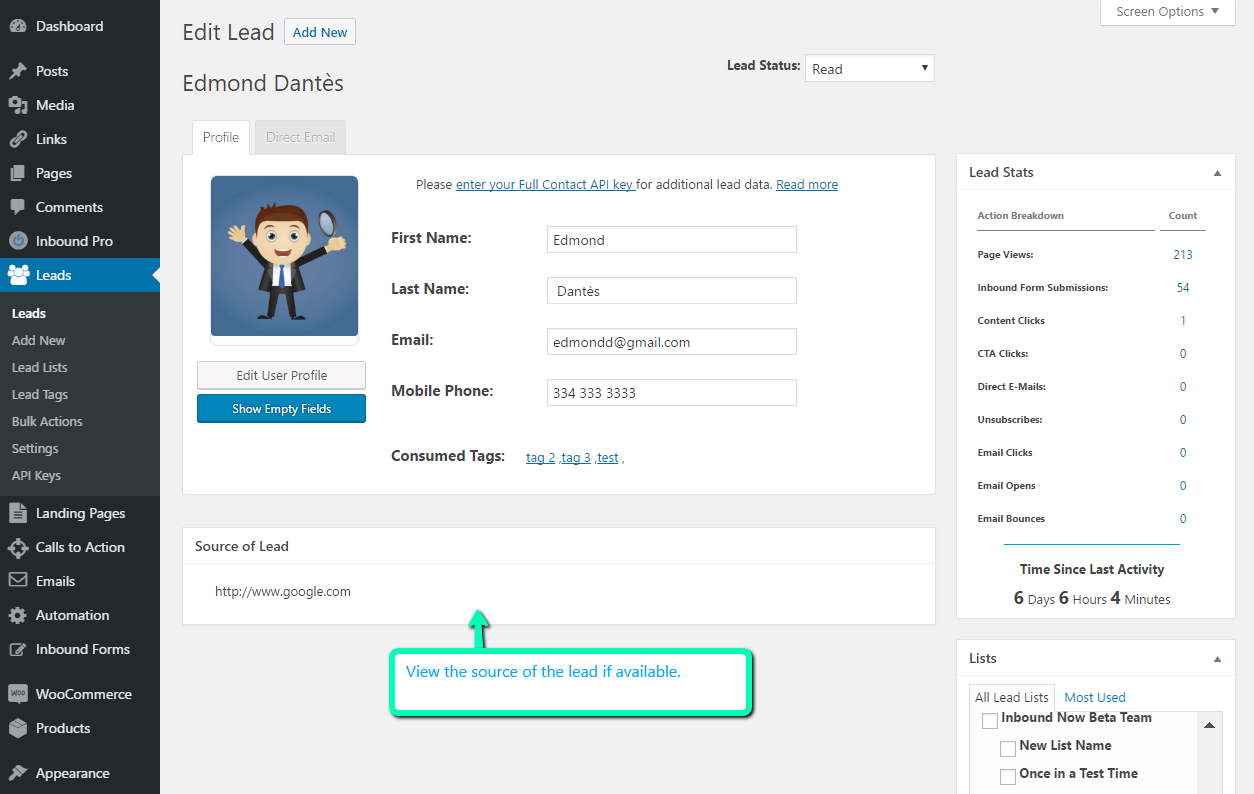 Dashboard
Posts
Media
Links
Pages
Comments
Inbound Pro
Leads
Leads
Add New
Lead Lists
Lead Tags
Bulk Actions
Settings
API Keys
Landing Pages
Calls to Action
Emails
Automation
Inbound Forms
WOO WooCommerce
Products
Appearance
Screen Options ▼
Edit Lead Add New
Lead Status: Read
Edmond Dantès
Profile Direct Email
Please enter your Full Contact API key for additional lead data. Read more
First Name: Edmond
Last Name: Dantès
Email: edmondd@gmail.com
Mobile Phone: 334 333 3333
Edit User Profile
Show Empty Fields
Consumed Tags: tag 2 ,tag 3 ,test ,
Source of Lead
http://www.google.com
View the source of the lead if available.
Lead Stats
Action Breakdown Count
Page Views: 213
Inbound Form Submissions: 54
Content Clicks 1
CTA Clicks: 0
Direct E-Mails: 0
Unsubscribes: 0
Email Clicks 0
Email Opens 0
Email Bounces 0
Time Since Last Activity
6 Days 6 Hours 4 Minutes
Lists
All Lead Lists Most Used
Inbound Now Beta Team
New List Name
Once in a Test Time